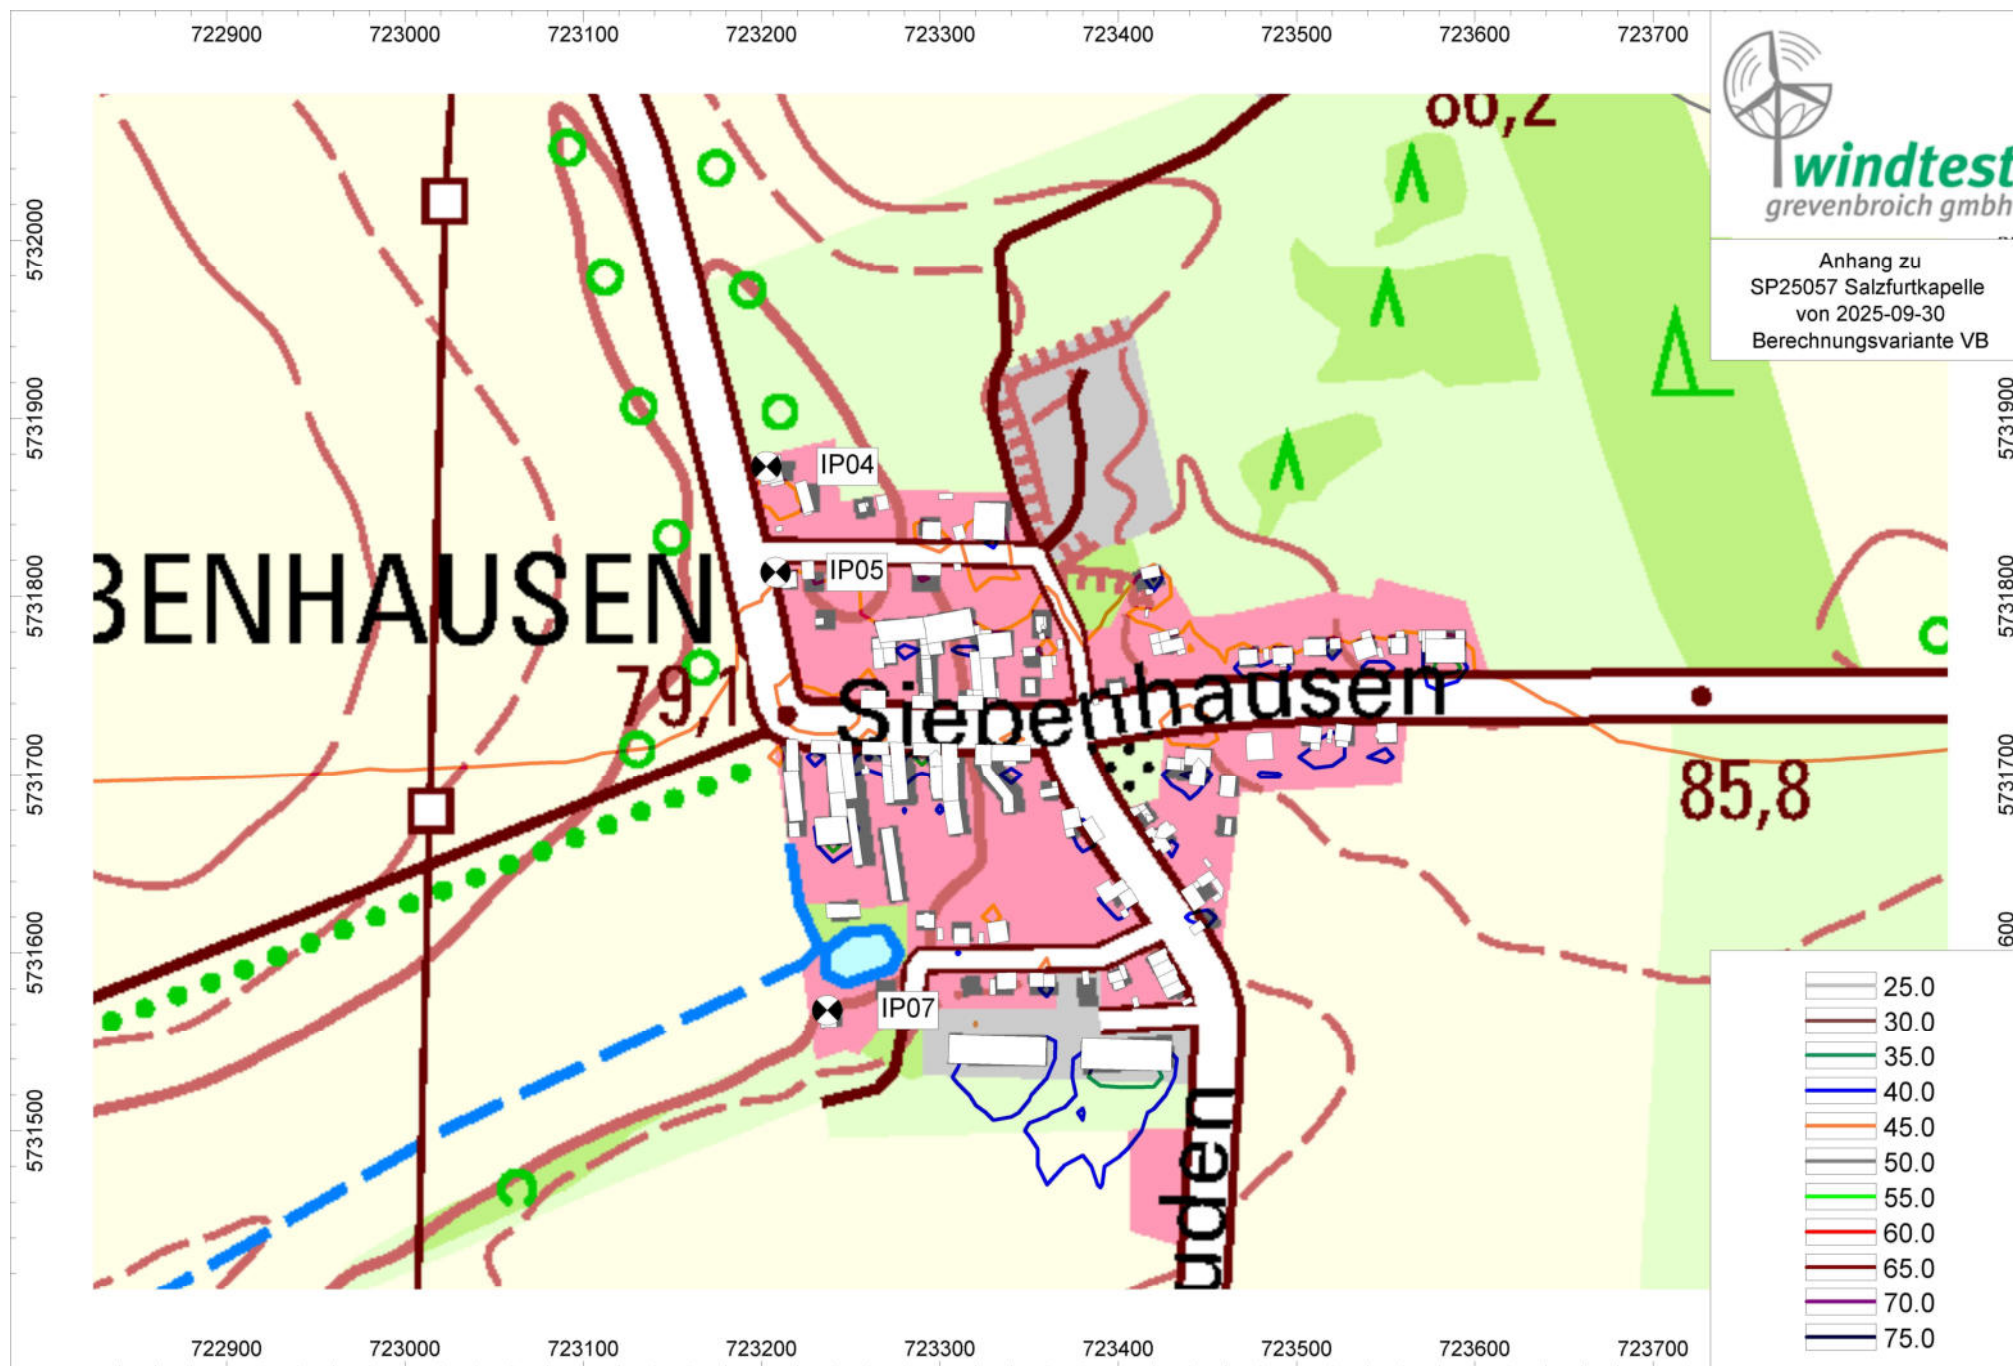 722900 723000 723100 723200 723300 723400 723500 723600 723700
windtest
grevenbroich gmbh
Anhang zu
SP25057 Salzfurtkapelle
von 2025-09-30
Berechnungsvariante VB
5732000
5731900
5731900
IP04
5731800
5731800
IP05
BENHAUSEN
79,1
Siebenhausen
5731700
5731700
85,8
5731600
600
IP07
5731500
uden
25.0
30.0
35.0
40.0
45.0
50.0
55.0
60.0
65.0
70.0
75.0
722900 723000 723100 723200 723300 723400 723500 723600 723700